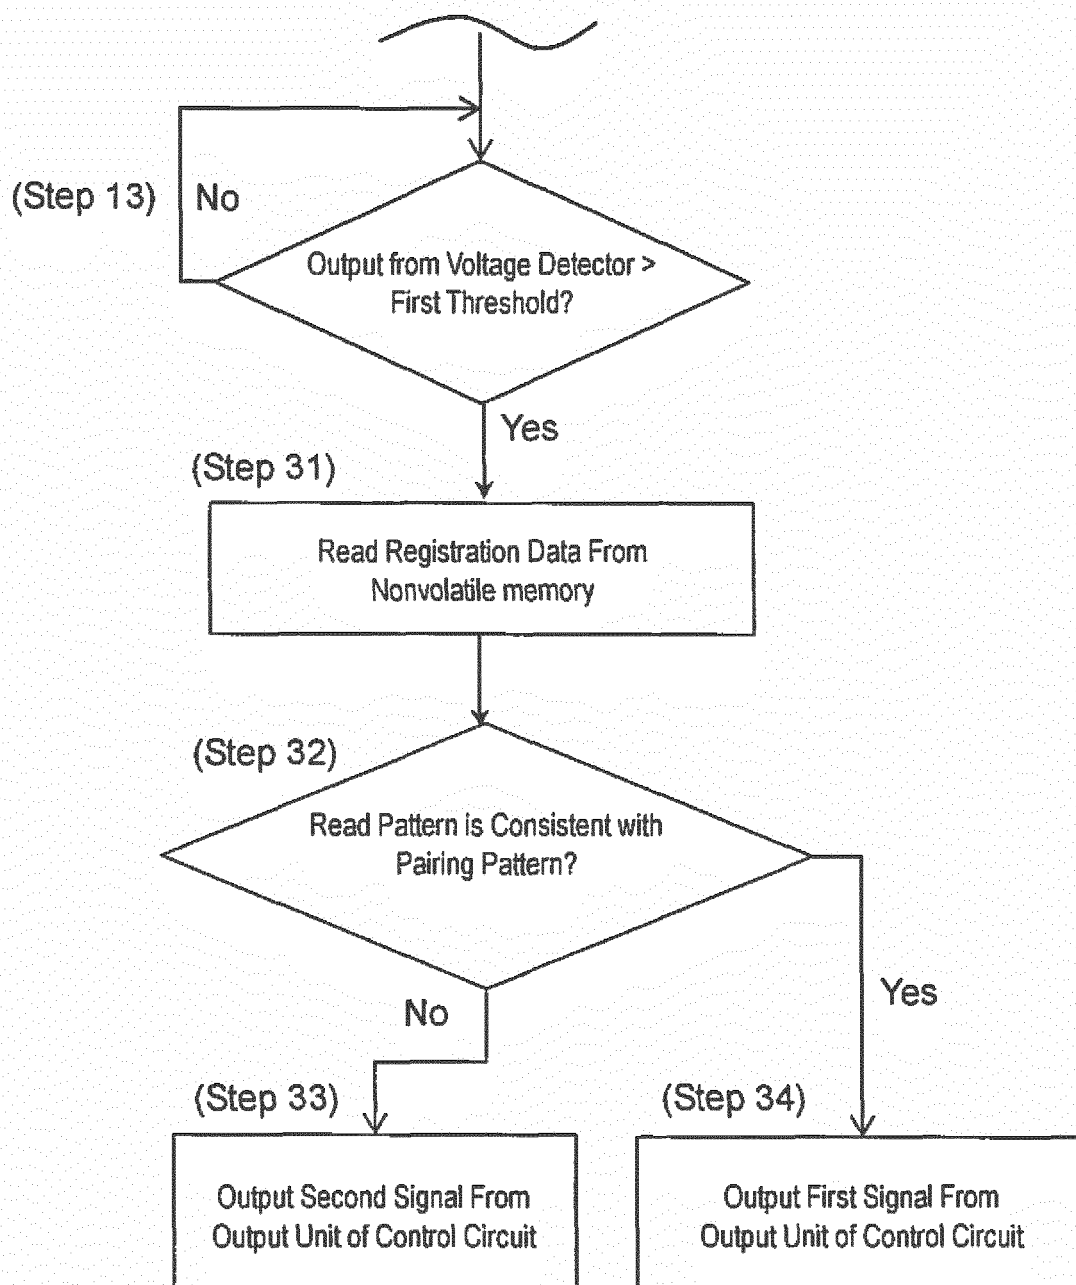 (Step 13)
No
Output from Voltage Detector >
First Threshold?
Yes
(Step 31)
Read Registration Data From
Nonvolatile memory
(Step 32)
Read Pattern is Consistent with
Pairing Pattern?
No
Yes
(Step 33)
(Step 34)
Output Second Signal From
Output Unit of Control Circuit
Output First Signal From
Output Unit of Control Circuit